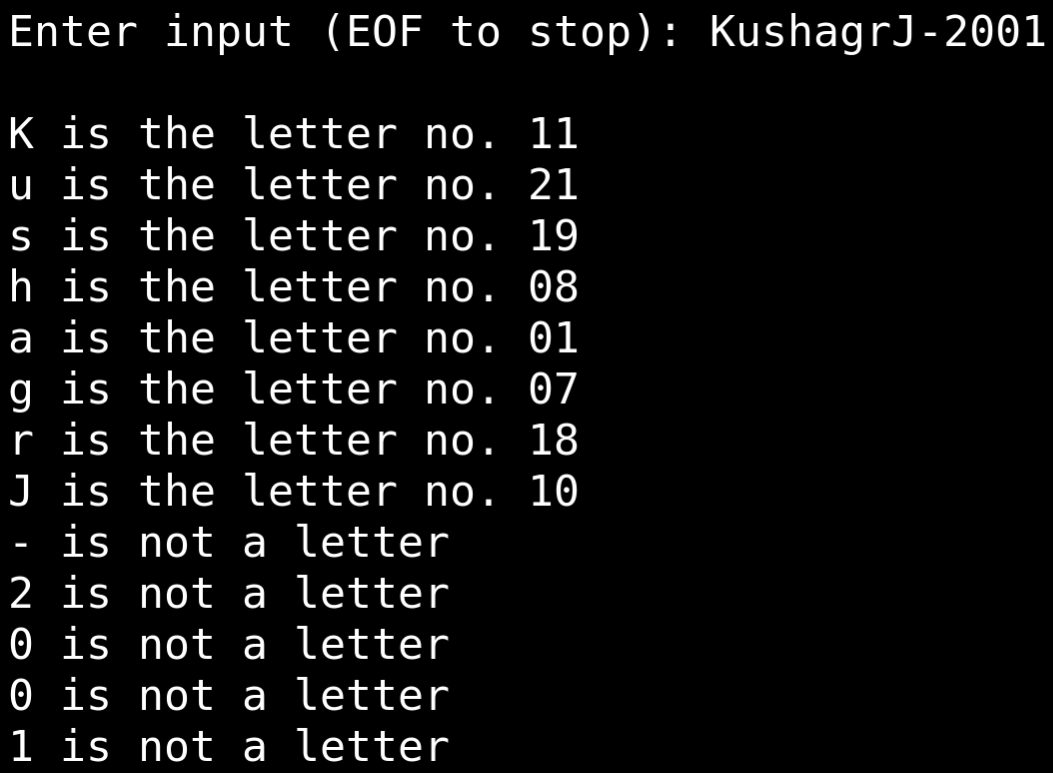 Enter input (EOF to stop): KushagrJ-2001
K is the letter no. 11
u is the letter no. 21
s is the letter no. 19
h is the letter no. 08
a is the letter no. 01
g is the letter no. 07
r is the letter no. 18
J is the letter no. 10
- is not a letter
2 is not a letter
0 is not a letter
0 is not a letter
1 is not a letter